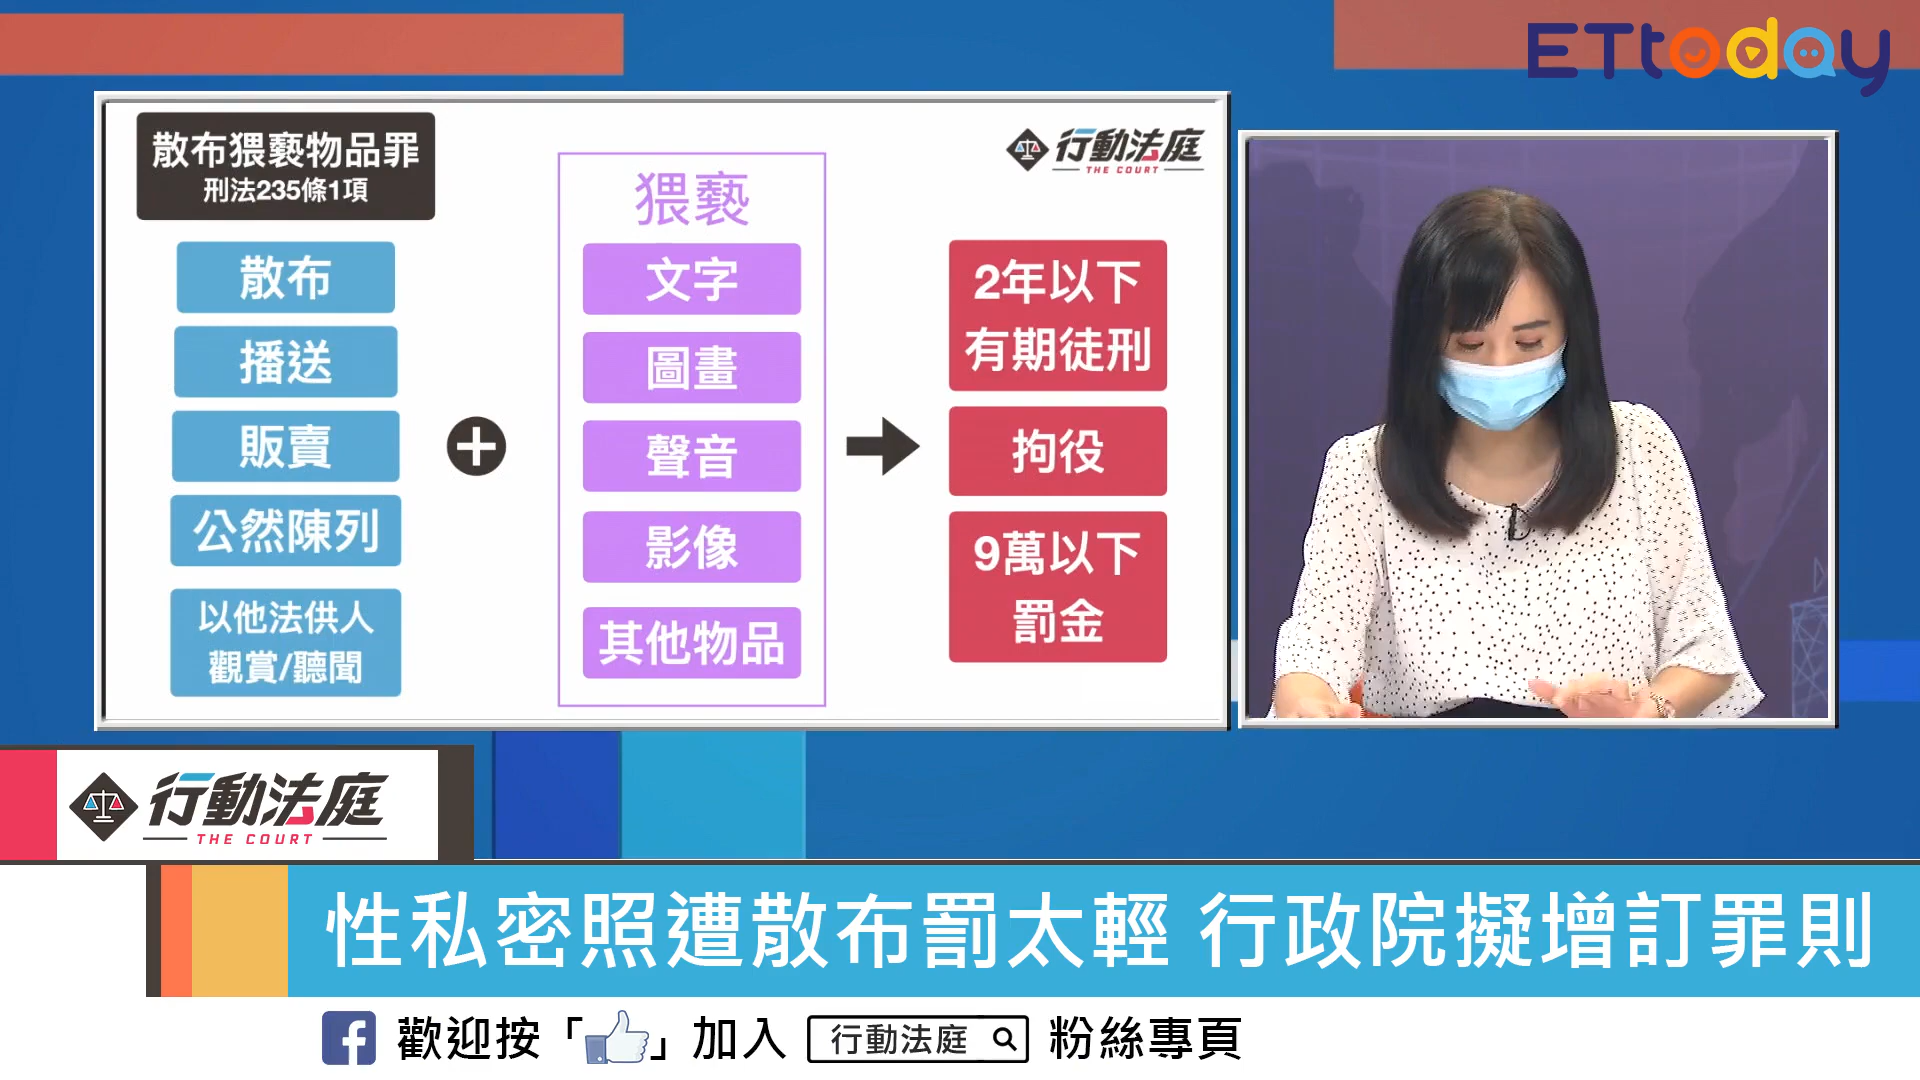 ETtoday
散布猥褻物品罪
刑法235條1項
行動法庭
THE COURT
散布
播送
販賣
公然陳列
以他法供人
觀賞/聽聞
猥褻
文字
圖畫
聲音
影像
其他物品
2年以下
有期徒刑
拘役
9萬以下
罰金
行動法庭
THE COURT
性私密照遭散布罰太輕 行政院擬增訂罪則
歡迎按「」加入 行動法庭 粉絲專頁